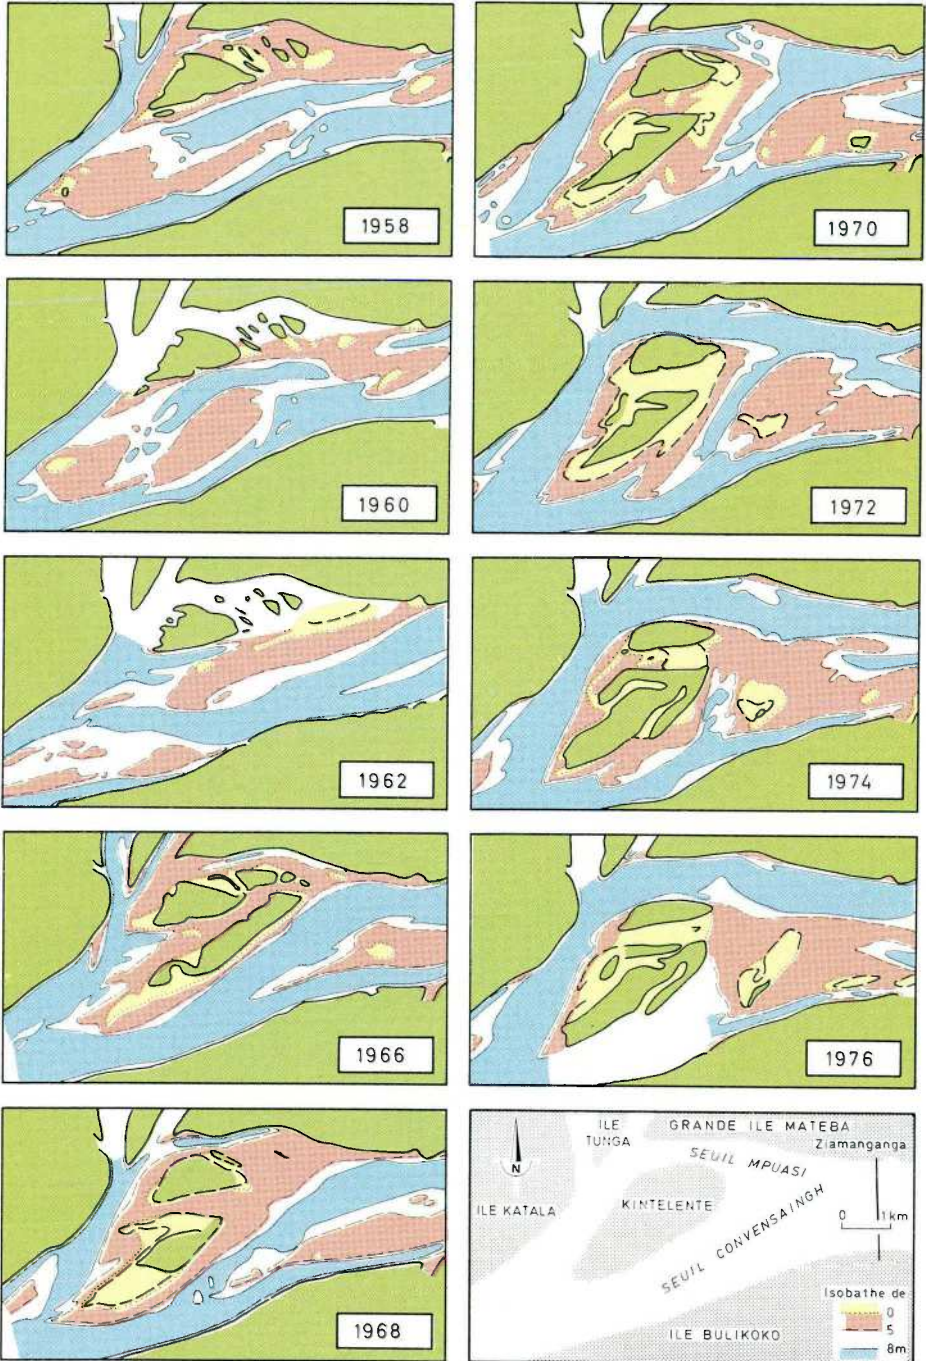 1958
1970
1960
1972
1962
1974
1966
1976
1968
ILE
TUNGA
GRANDE ILE MATEBA
Ziamanganga
SEUIL MPUASI
N
ILE KATALA
KINTELENTE
0 1km
SEUIL CONVENSAINGH
Isobathe de
0
5
8m
ILE BULIKOKO